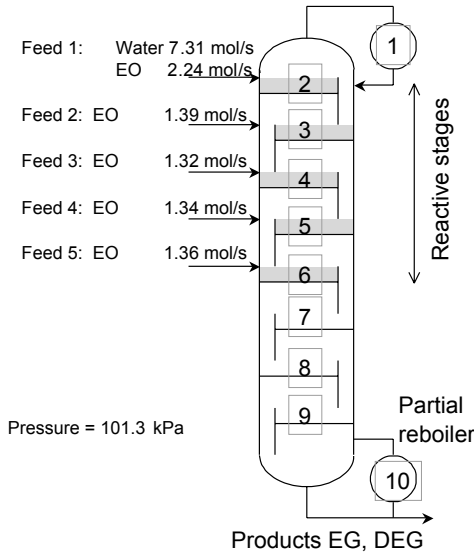 Feed 1: Water 7.31 mol/s
EO 2.24 mol/s
Feed 2: EO 1.39 mol/s
Feed 3: EO 1.32 mol/s
Feed 4: EO 1.34 mol/s
Feed 5: EO 1.36 mol/s
1
2
3
4
5
6
7
8
9
10
Reactive stages
Pressure = 101.3 kPa
Partial
reboiler
Products EG, DEG